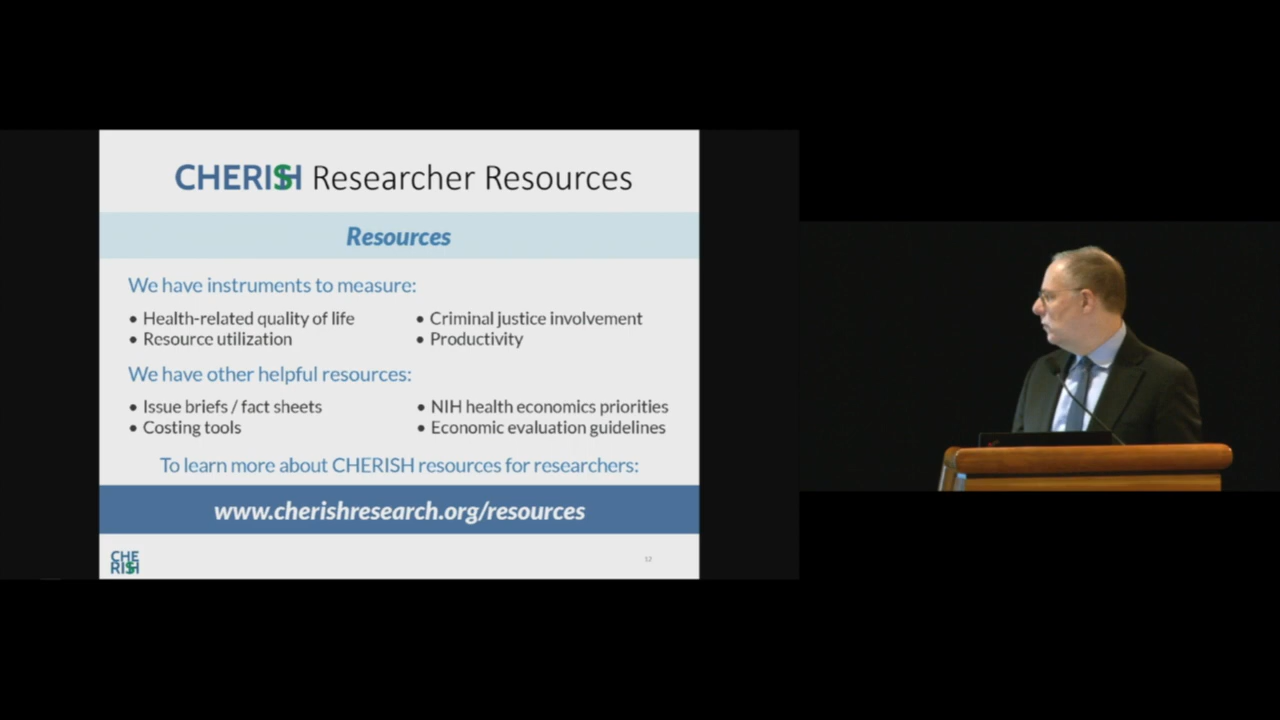 CHERISH Researcher Resources
Resources
We have instruments to measure:
• Health-related quality of life
• Resource utilization
• Criminal justice involvement
• Productivity
We have other helpful resources:
• Issue briefs / fact sheets
• Costing tools
• NIH health economics priorities
• Economic evaluation guidelines
To learn more about CHERISH resources for researchers:
www.cherishresearch.org/resources
CHE
RISH